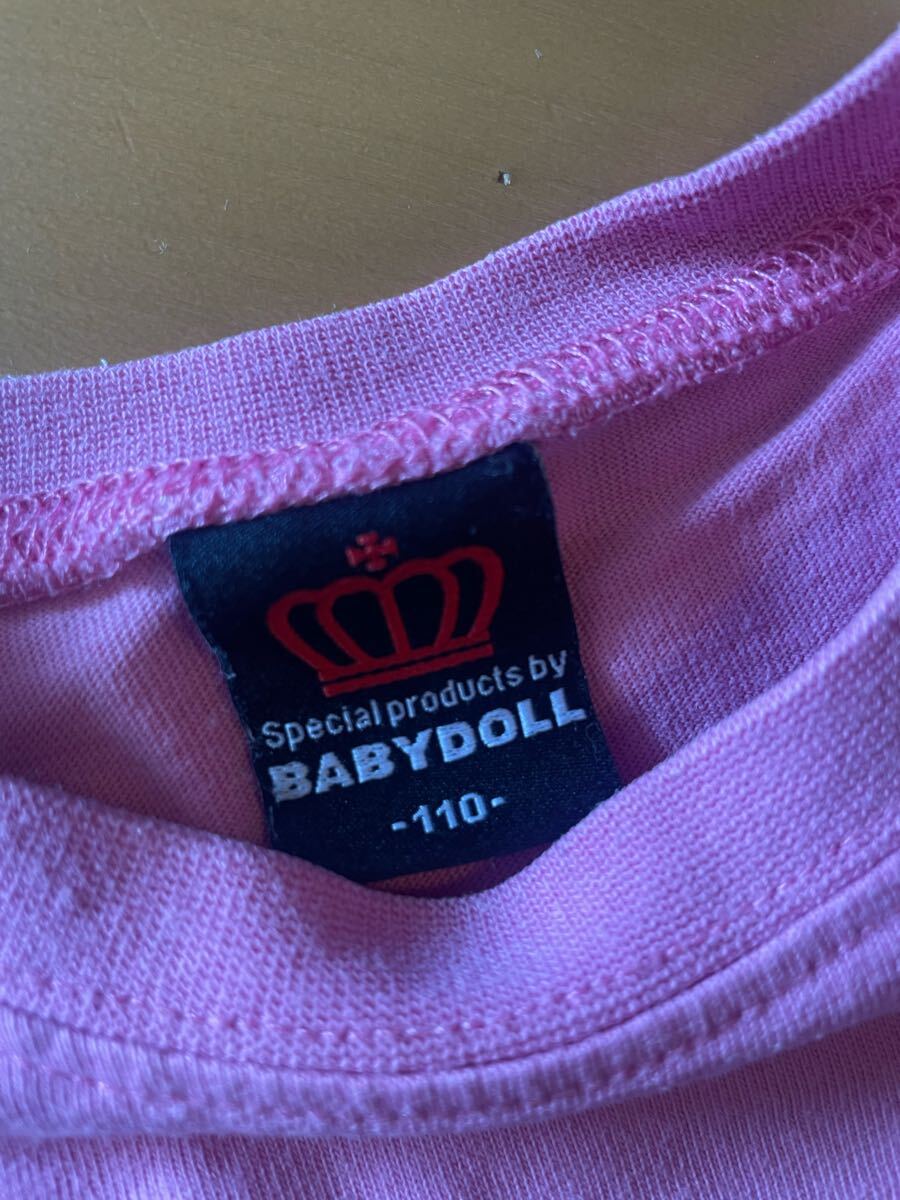 Special products by
BABYDOLL
-110-